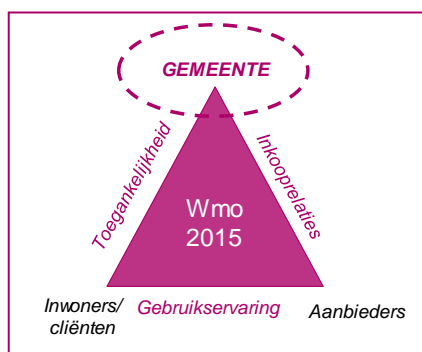 GEMEENTE
Toegankelijkheid
Inkooprelaties
Wmo
2015
Inwoners/
cliënten
Gebruikservaring
Aanbieders